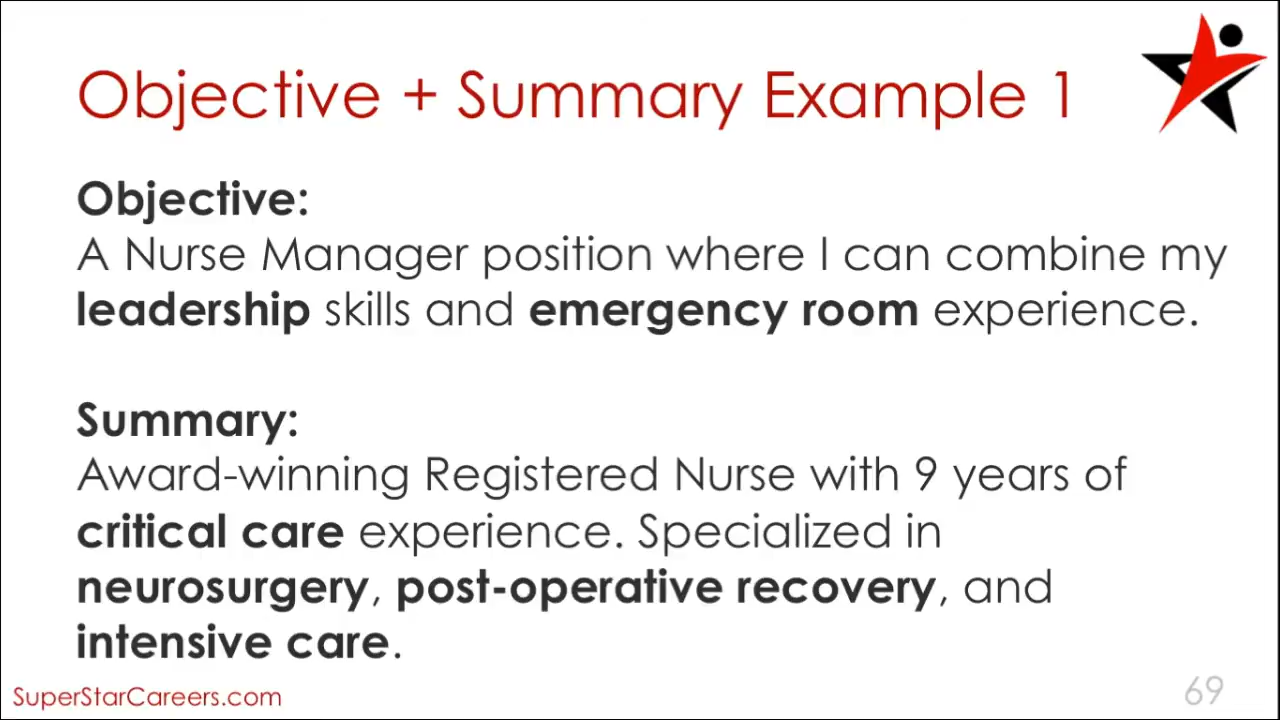 Objective + Summary Example 1
Objective:
A Nurse Manager position where I can combine my
leadership skills and emergency room experience.
Summary:
Award-winning Registered Nurse with 9 years of
critical care experience. Specialized in
neurosurgery, post-operative recovery, and
intensive care.
SuperStarCareers.com
69